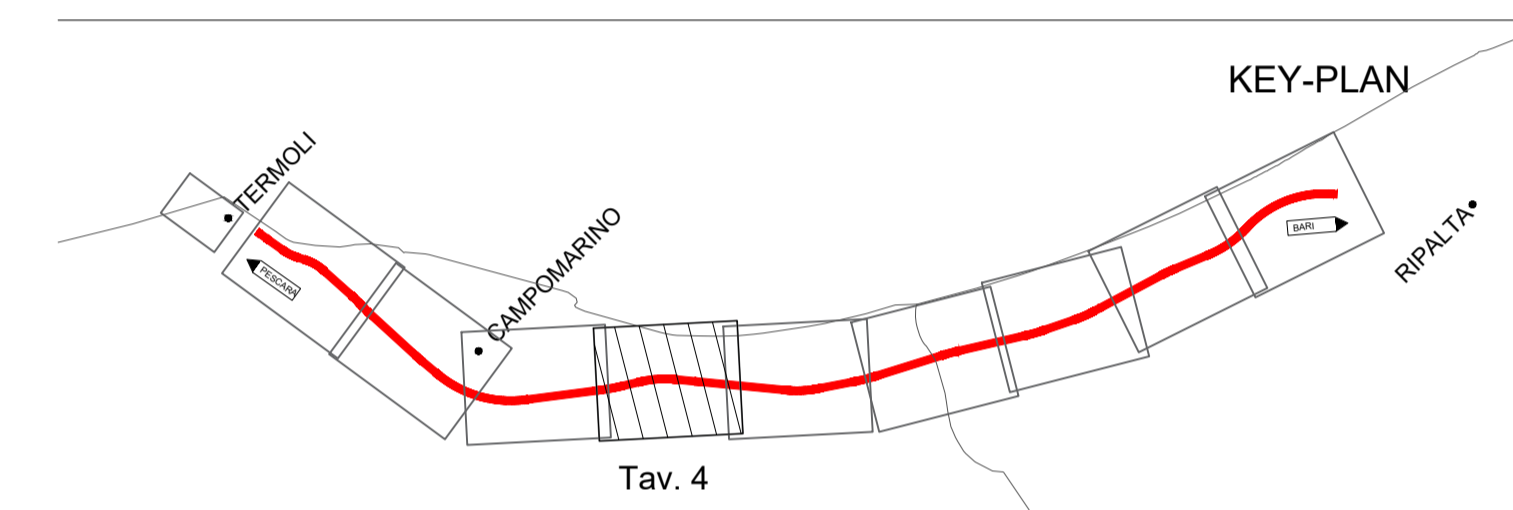 KEY-PLAN
TERMOLI
PESCARA
CAMPOMARINO
BARI
RIPALTA
Tav. 4